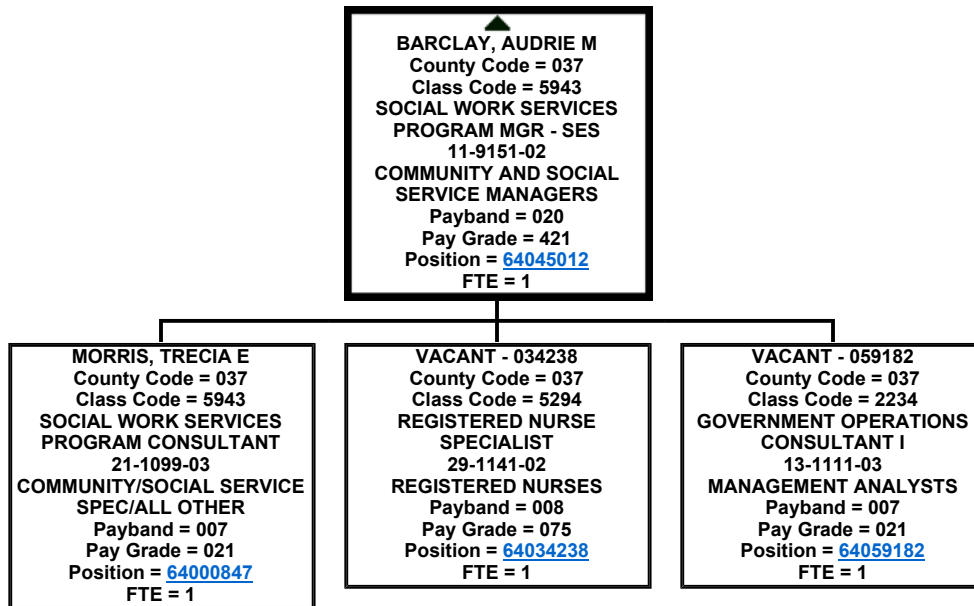 BARCLAY, AUDRIE M
County Code = 037
Class Code = 5943
SOCIAL WORK SERVICES
PROGRAM MGR - SES
11-9151-02
COMMUNITY AND SOCIAL
SERVICE MANAGERS
Payband = 020
Pay Grade = 421
Position = 64045012
FTE = 1
MORRIS, TRECIA E
County Code = 037
Class Code = 5943
SOCIAL WORK SERVICES
PROGRAM CONSULTANT
21-1099-03
COMMUNITY/SOCIAL SERVICE
SPEC/ALL OTHER
Payband = 007
Pay Grade = 021
Position = 64000847
FTE = 1
VACANT - 034238
County Code = 037
Class Code = 5294
REGISTERED NURSE
SPECIALIST
29-1141-02
REGISTERED NURSES
Payband = 008
Pay Grade = 075
Position = 64034238
FTE = 1
VACANT - 059182
County Code = 037
Class Code = 2234
GOVERNMENT OPERATIONS
CONSULTANT I
13-1111-03
MANAGEMENT ANALYSTS
Payband = 007
Pay Grade = 021
Position = 64059182
FTE = 1